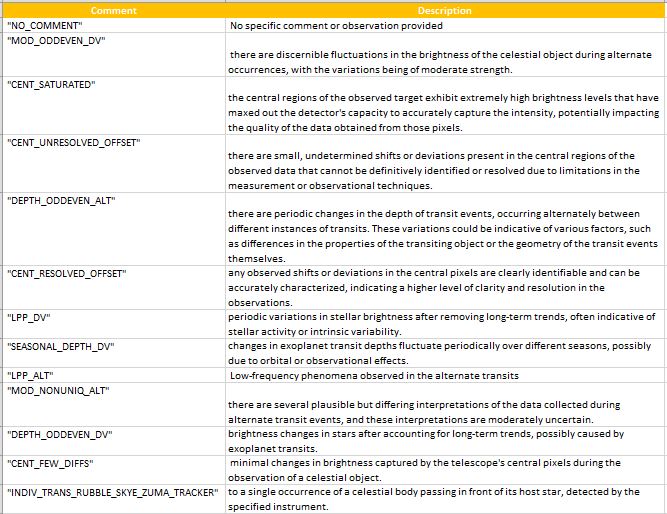 Comment Description
"NO_COMMENT" No specific comment or observation provided
"MOD_ODDEVEN_DV"
there are discernible fluctuations in the brightness of the celestial object during alternate
occurrences, with the variations being of moderate strength.
"CENT_SATURATED"
the central regions of the observed target exhibit extremely high brightness levels that have
maxed out the detector's capacity to accurately capture the intensity, potentially impacting
the quality of the data obtained from those pixels.
"CENT_UNRESOLVED_OFFSET"
there are small, undetermined shifts or deviations present in the central regions of the
observed data that cannot be definitively identified or resolved due to limitations in the
measurement or observational techniques.
"DEPTH_ODDEVEN_ALT"
there are periodic changes in the depth of transit events, occurring alternately between
different instances of transits. These variations could be indicative of various factors, such
as differences in the properties of the transiting object or the geometry of the transit events
themselves.
"CENT_RESOLVED_OFFSET" any observed shifts or deviations in the central pixels are clearly identifiable and can be
accurately characterized, indicating a higher level of clarity and resolution in the
observations.
"LPP_DV" periodic variations in stellar brightness after removing long-term trends, often indicative of
stellar activity or intrinsic variability.
"SEASONAL_DEPTH_DV" changes in exoplanet transit depths fluctuate periodically over different seasons, possibly
due to orbital or observational effects.
"LPP_ALT" Low-frequency phenomena observed in the alternate transits
"MOD_NONUNIQ_ALT"
there are several plausible but differing interpretations of the data collected during
alternate transit events, and these interpretations are moderately uncertain.
"DEPTH_ODDEVEN_DV" brightness changes in stars after accounting for long-term trends, possibly caused by
exoplanet transits.
"CENT_FEW_DIFFS" minimal changes in brightness captured by the telescope's central pixels during the
observation of a celestial object.
"INDIV_TRANS_RUBBLE_SKYE_ZUMA_TRACKER" to a single occurrence of a celestial body passing in front of its host star, detected by the
specified instrument.